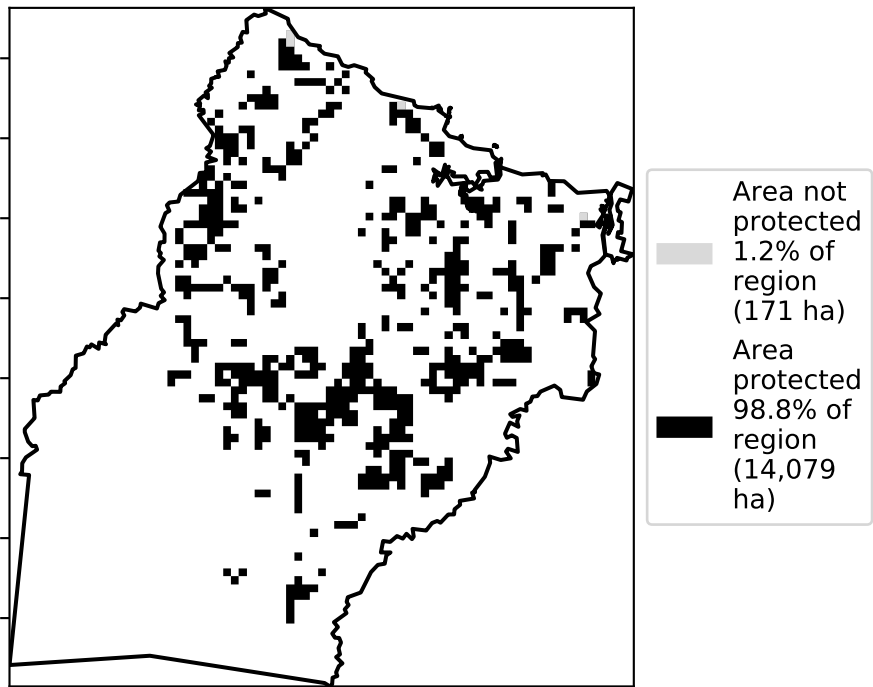 Area not
protected
1.2% of
region
(171 ha)
Area
protected
98.8% of
region
(14,079
ha)